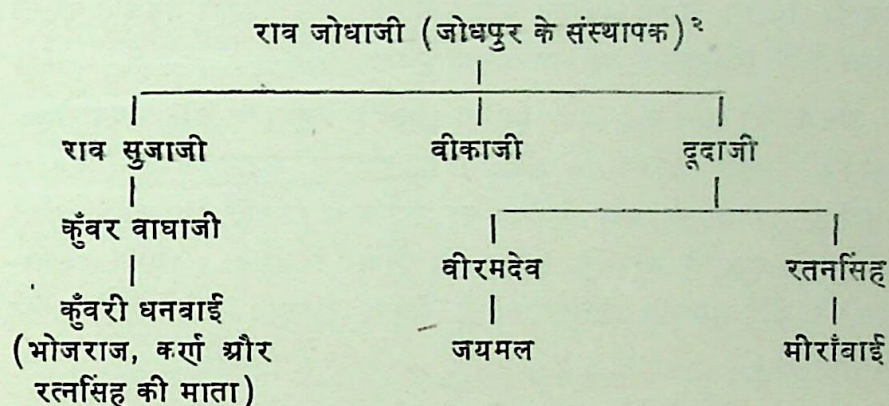 राव जोधाजी (जोधपुर के संस्थापक)²
राव सुजाजी वीकाजी दूदाजी
कुँवर वाघाजी
वीरमदेव रतनसिंह
कुँवरी धनबाई
(भोजराज, कर्ण और जयमल मीराँबाई
रत्नसिंह की माता)